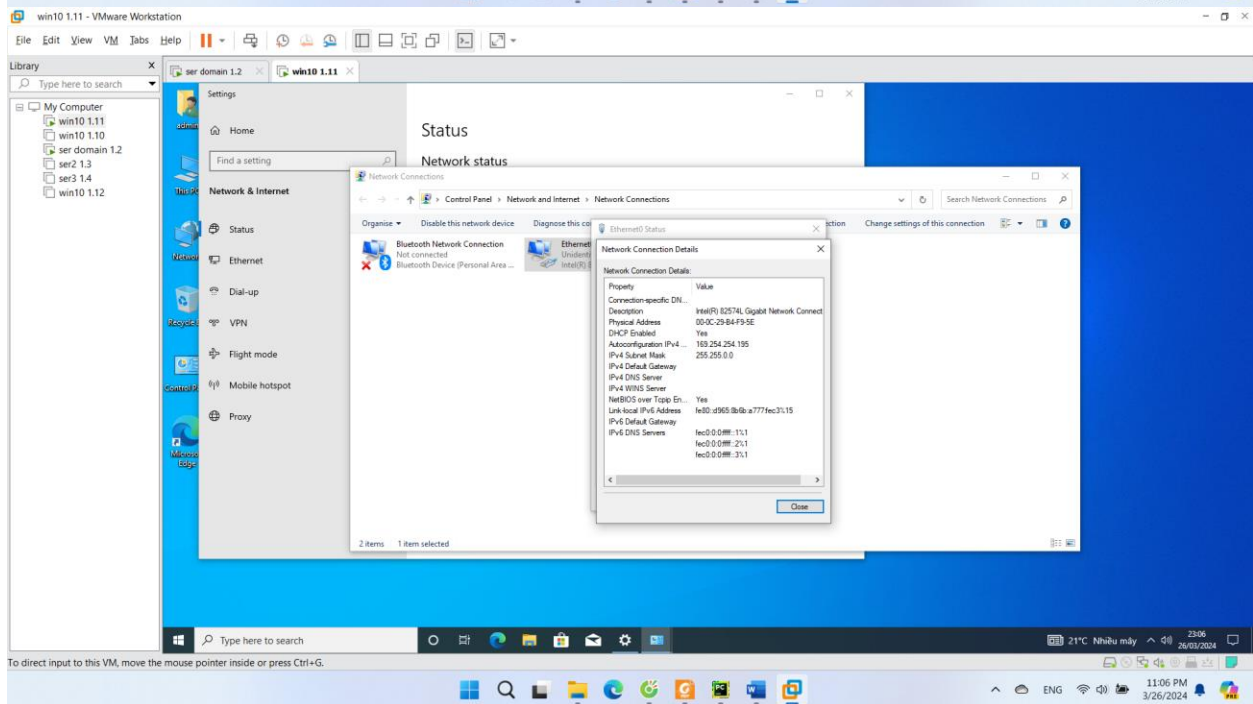 win10 1.11 - VMware Workstation
File Edit View VM Tabs Help
Library
Type here to search
My Computer
win10 1.11
win10 1.10
ser domain 1.2
ser2 1.3
ser3 1.4
win10 1.12
ser domain 1.2
win10 1.11
Settings
Home
Find a setting
Network & Internet
Status
Ethernet
Dial-up
VPN
Flight mode
Mobile hotspot
Proxy
Status
Network status
This PC
Network
Microsoft Edge
Network Connections
Control Panel > Network and Internet > Network Connections
Search Network Connections
Organise Disable this network device Diagnose this co
Change settings of this connection
Bluetooth Network Connection
Not connected
Bluetooth Device (Personal Area ...
Ethernet
Unidenti
Intel(R)
Ethernet0 Status
Network Connection Details
Network Connection Details:
Property Value
Connection-specific DN...
Description Intel(R) 82574L Gigabit Network Connect
Physical Address 00-0C-29-B4-F9-5E
DHCP Enabled Yes
Autoconfiguration IPv4 ... 169.254.254.195
IPv4 Subnet Mask 255.255.0.0
IPv4 Default Gateway
IPv4 DNS Server
IPv4 WINS Server
NetBIOS over Tcpip En... Yes
Link-local IPv6 Address fe80::d965:8b6b:a777:fec3%15
IPv6 Default Gateway
IPv6 DNS Servers fec0:0:0:ffff::1%1
fec0:0:0:ffff::2%1
fec0:0:0:ffff::3%1
Close
2 items 1 item selected
Type here to search
21°C Nhiều mây
23:06
26/03/2024
To direct input to this VM, move the mouse pointer inside or press Ctrl+G.
ENG
11:06 PM
3/26/2024